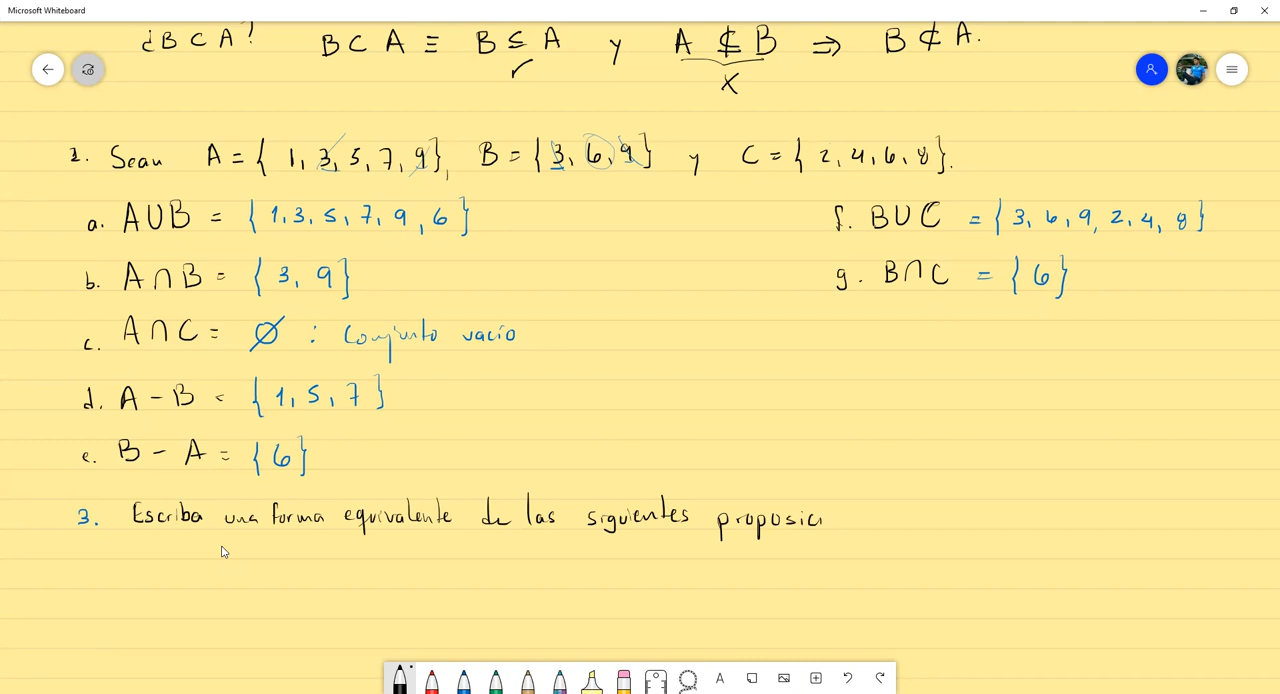 Microsoft Whiteboard
¿B ⊂ A? B ⊂ A ≡ B ⊆ A y A ⊈ B ⇒ B ⊄ A.
✓ X
2. Sean A = { 1, 3, 5, 7, 9}, B = {3, 6, 9} y C = { 2, 4, 6, 8}.
a. A ∪ B = { 1, 3, 5, 7, 9, 6 }
b. A ∩ B = { 3, 9 }
c. A ∩ C = ∅ : Conjunto vacío
d. A - B = { 1, 5, 7 }
e. B - A = { 6 }
f. B ∪ C = { 3, 6, 9, 2, 4, 8 }
g. B ∩ C = { 6 }
3. Escriba una forma equivalente de las siguientes proposici